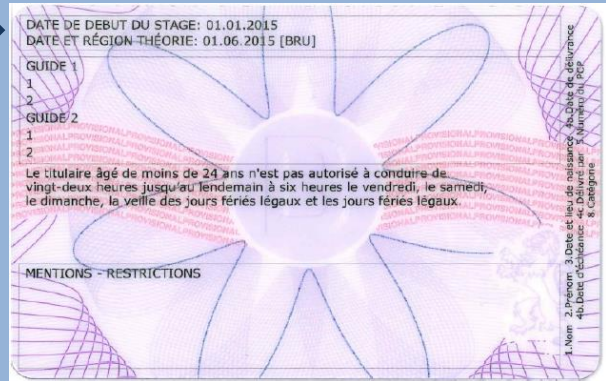 DATE DE DEBUT DU STAGE: 01.01.2015
DATE ET RÉGION THÉORIE: 01.06.2015 [BRU]
GUIDE 1
1
2
GUIDE 2
1
2
Le titulaire âgé de moins de 24 ans n'est pas autorisé à conduire de
vingt-deux heures jusqu'au lendemain à six heures le vendredi, le samedi,
le dimanche, la veille des jours fériés légaux et les jours fériés légaux
MENTIONS - RESTRICTIONS
1.Nom 2.Prénom 3.Date et lieu de naissance 4a.Date de délivrance
4b.Date d'échéance 4c.Délivré par 5.Numéro du PCP
8.Catégorie